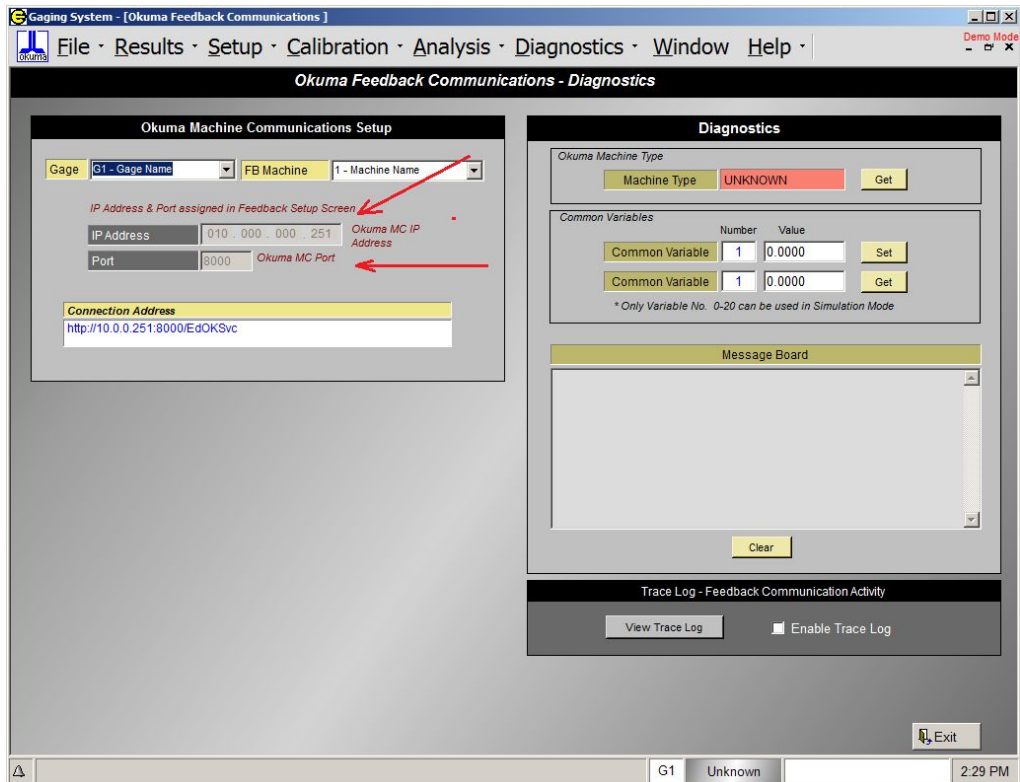 Gaging System - [Okuma Feedback Communications ]
okuma File · Results · Setup · Calibration · Analysis · Diagnostics · Window Help ·
Demo Mode
Okuma Feedback Communications - Diagnostics
Okuma Machine Communications Setup
Gage G1 - Gage Name FB Machine 1 - Machine Name
IP Address & Port assigned in Feedback Setup Screen
IP Address 010 . 000 . 000 . 251 Okuma MC IP
Address
Port 8000 Okuma MC Port
Connection Address
http://10.0.0.251:8000/EdOKSvc
Diagnostics
Okuma Machine Type
Machine Type UNKNOWN Get
Common Variables
Number Value
Common Variable 1 0.0000 Set
Common Variable 1 0.0000 Get
* Only Variable No. 0-20 can be used in Simulation Mode
Message Board
Clear
Trace Log - Feedback Communication Activity
View Trace Log Enable Trace Log
Exit
G1 Unknown 2:29 PM